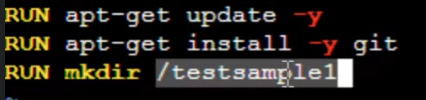 RUN apt-get update -y
RUN apt-get install -y git
RUN mkdir /testsample1